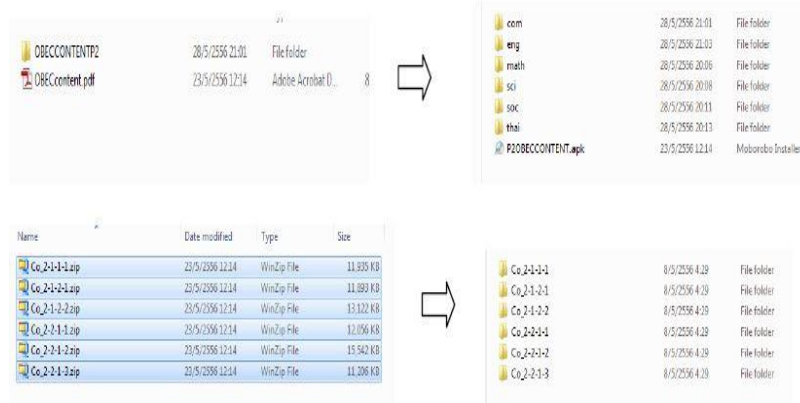 OBECCONTENTP2 28/5/2556 21:01 File folder
OBECcontent.pdf 23/5/2556 12:14 Adobe Acrobat D... 8
com 28/5/2556 21:01 File folder
eng 28/5/2556 21:03 File folder
math 28/5/2556 20:06 File folder
sci 28/5/2556 20:08 File folder
soc 28/5/2556 20:11 File folder
thai 28/5/2556 20:13 File folder
P2OBECCONTENT.apk 23/5/2556 12:14 Moborobo Installer
Name Date modified Type Size
Co_2-1-1-1.zip 23/5/2556 12:14 WinZip File 11,935 KB
Co_2-1-2-1.zip 23/5/2556 12:14 WinZip File 11,893 KB
Co_2-1-2-2.zip 23/5/2556 12:14 WinZip File 13,122 KB
Co_2-2-1-1.zip 23/5/2556 12:14 WinZip File 12,056 KB
Co_2-2-1-2.zip 23/5/2556 12:14 WinZip File 15,542 KB
Co_2-2-1-3.zip 23/5/2556 12:14 WinZip File 11,206 KB
Co_2-1-1-1 8/5/2556 4:29 File folder
Co_2-1-2-1 8/5/2556 4:29 File folder
Co_2-1-2-2 8/5/2556 4:29 File folder
Co_2-2-1-1 8/5/2556 4:29 File folder
Co_2-2-1-2 8/5/2556 4:29 File folder
Co_2-2-1-3 8/5/2556 4:29 File folder